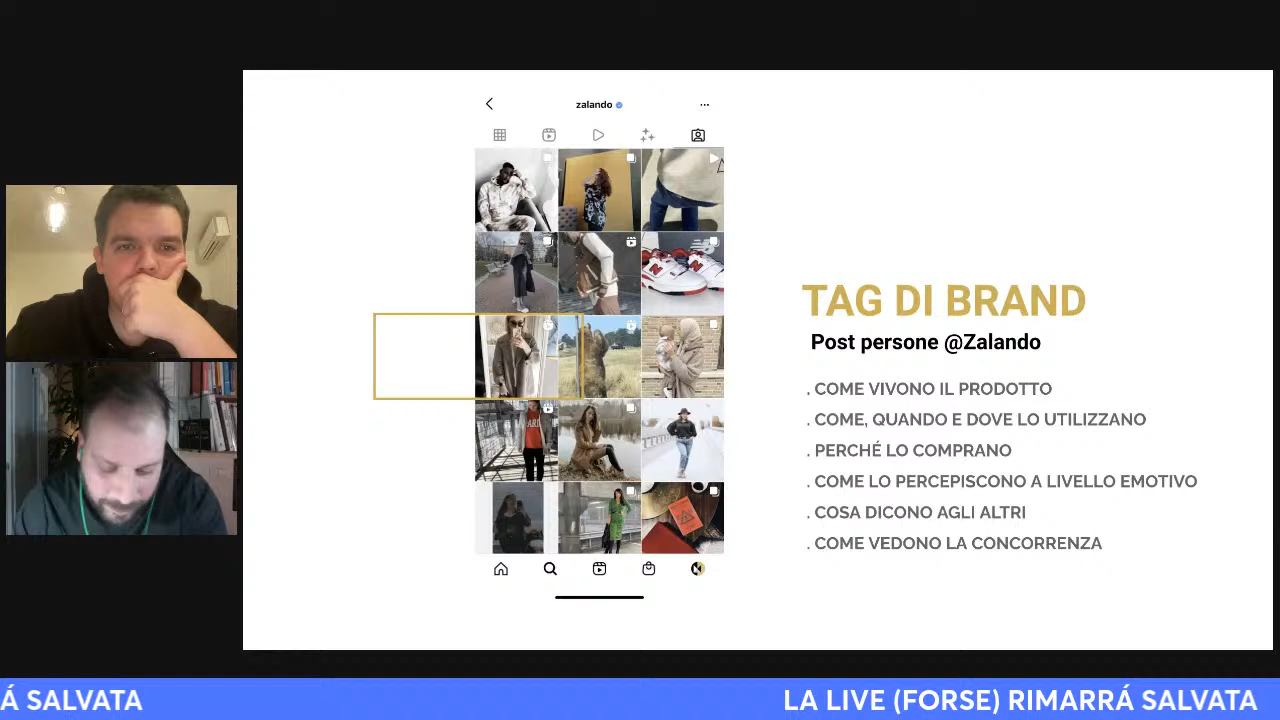 zalando
TAG DI BRAND
Post persone @Zalando
. COME VIVONO IL PRODOTTO
. COME, QUANDO E DOVE LO UTILIZZANO
. PERCHÉ LO COMPRANO
. COME LO PERCEPISCONO A LIVELLO EMOTIVO
. COSA DICONO AGLI ALTRI
. COME VEDONO LA CONCORRENZA
Á SALVATA
LA LIVE (FORSE) RIMARRÁ SALVATA